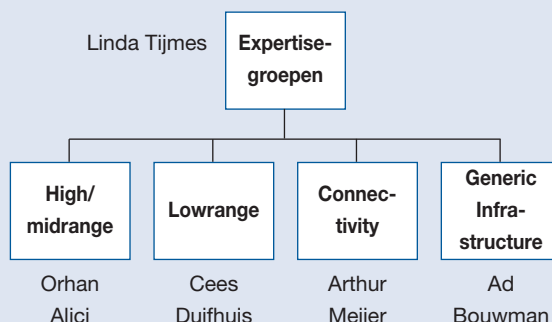 Linda Tijmes
Expertise-
groepen
High/
midrange
Lowrange
Connec-
tivity
Generic
Infra-
structure
Orhan
Alici
Cees
Duifhuis
Arthur
Meijer
Ad
Bouwman